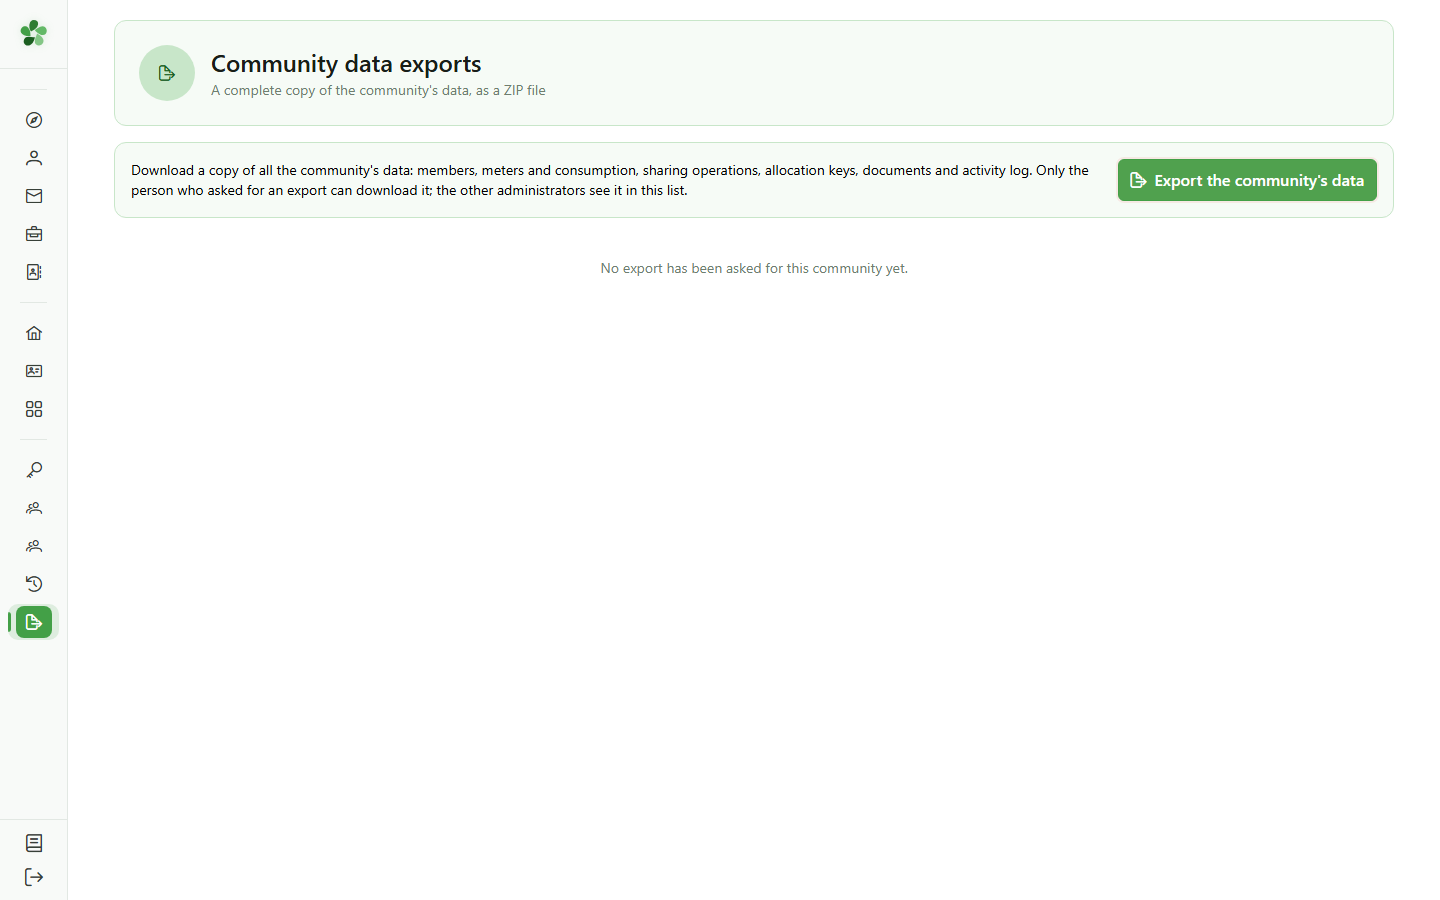 Community data exports
A complete copy of the community's data, as a ZIP file
Download a copy of all the community's data: members, meters and consumption, sharing operations, allocation keys, documents and activity log. Only the
person who asked for an export can download it; the other administrators see it in this list.
Export the community's data
No export has been asked for this community yet.